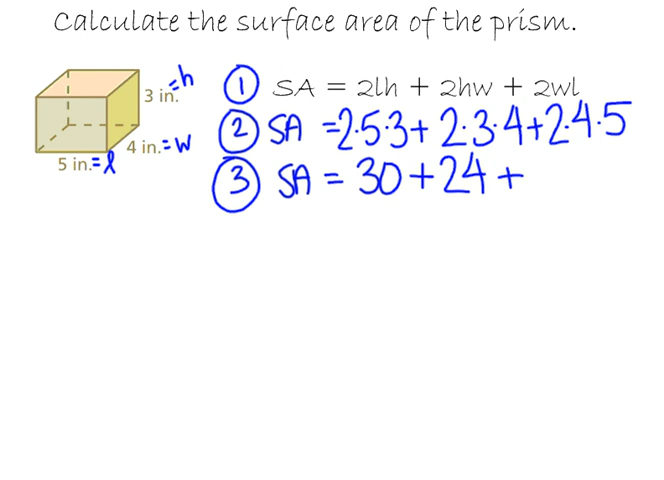 Calculate the surface area of the prism.
3 in.=h
4 in.=w
5 in.=l
① SA = 2lh + 2hw + 2wl
② SA =2·5·3+ 2·3·4+2·4·5
③ SA = 30+24+